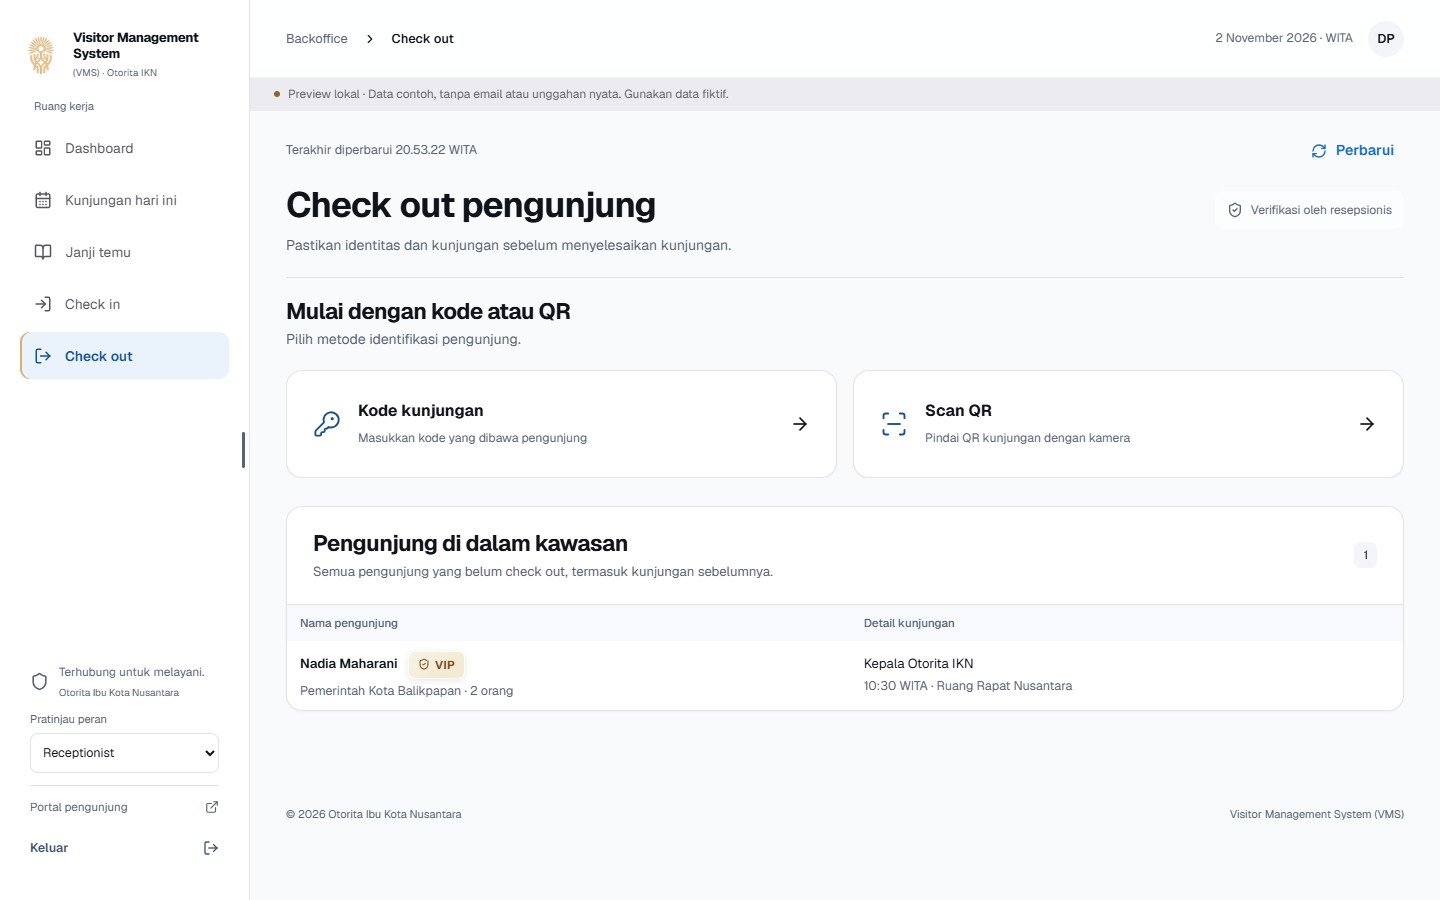 Visitor Management
System
(VMS) · Otorita IKN
Ruang kerja
Dashboard
Kunjungan hari ini
Janji temu
Check in
Check out
Terhubung untuk melayani.
Otorita Ibu Kota Nusantara
Pratinjau peran
Receptionist
Portal pengunjung
Keluar
Backoffice > Check out
2 November 2026 · WITA
DP
Preview lokal · Data contoh, tanpa email atau unggahan nyata. Gunakan data fiktif.
Terakhir diperbarui 20.53.22 WITA
Perbarui
Check out pengunjung
Verifikasi oleh resepsionis
Pastikan identitas dan kunjungan sebelum menyelesaikan kunjungan.
Mulai dengan kode atau QR
Pilih metode identifikasi pengunjung.
Kode kunjungan
Masukkan kode yang dibawa pengunjung
Scan QR
Pindai QR kunjungan dengan kamera
Pengunjung di dalam kawasan
Semua pengunjung yang belum check out, termasuk kunjungan sebelumnya.
1
Nama pengunjung
Detail kunjungan
Nadia Maharani
VIP
Pemerintah Kota Balikpapan · 2 orang
Kepala Otorita IKN
10:30 WITA · Ruang Rapat Nusantara
© 2026 Otorita Ibu Kota Nusantara
Visitor Management System (VMS)